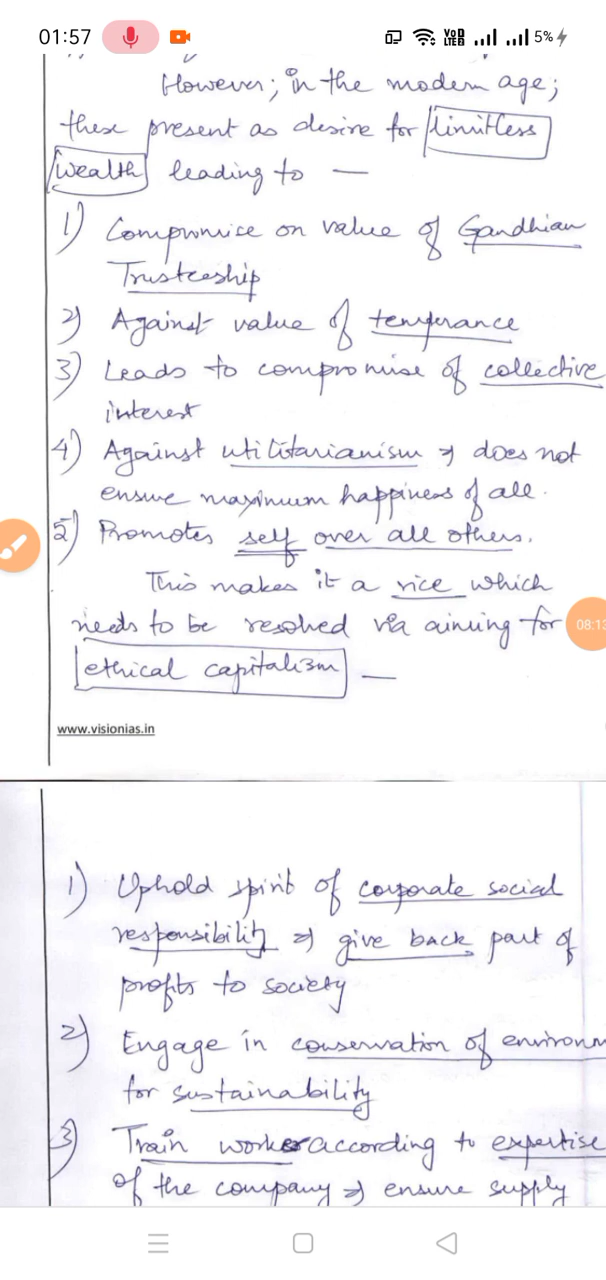 01:57
VoD LTE2
5%
However; in the modern age;
these present as desire for limitless
wealth leading to —
1) Compromise on value of Gandhian
Trusteeship
2) Against value of temperance
3) Leads to compromise of collective
interest
4) Against utilitarianism → does not
ensure maximum happiness of all.
5) Promotes self over all others.
This makes it a vice which
needs to be resolved via aiming for
08:13
ethical capitalism —
www.visionias.in
1) Uphold spirit of corporate social
responsibility → give back part of
profits to society
2) Engage in conservation of environm
for sustainability
3) Train worker according to expertise
of the company → ensure supply